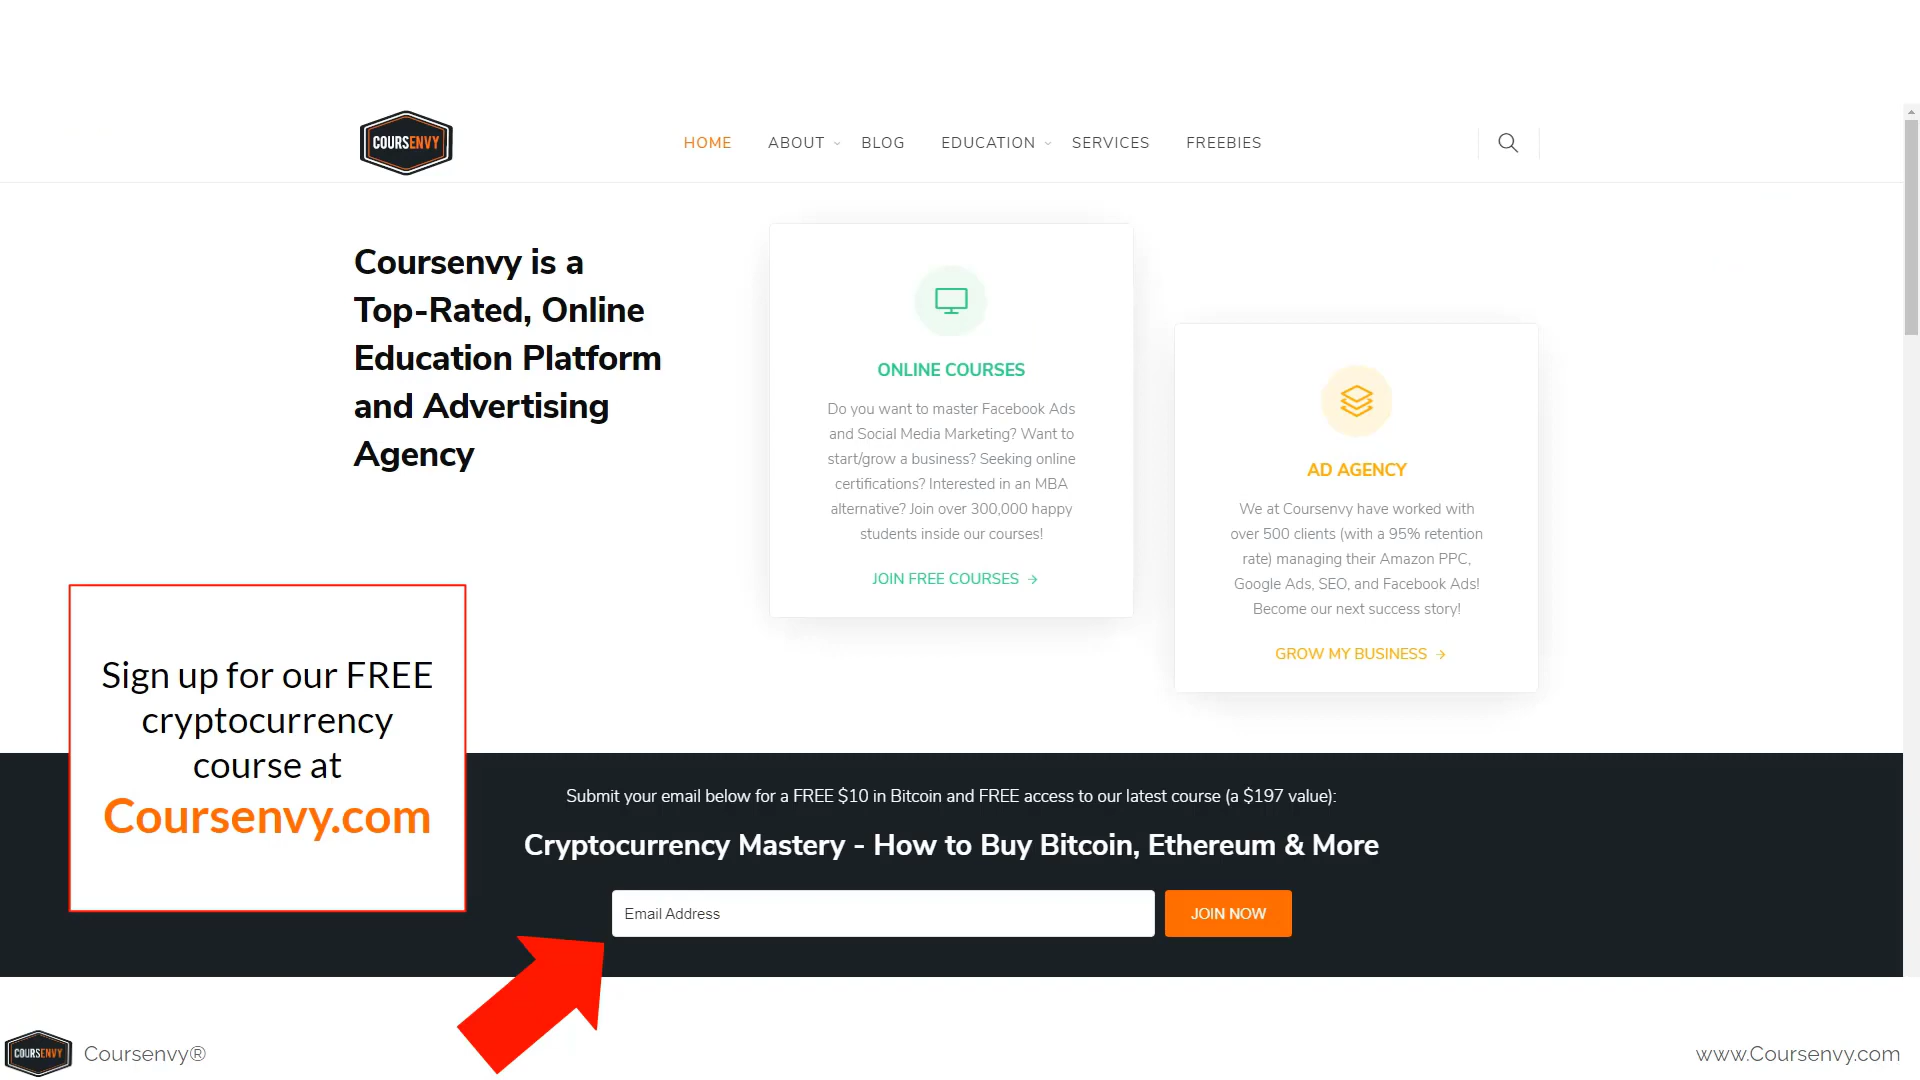 COURSENVY
HOME ABOUT BLOG EDUCATION SERVICES FREEBIES
Coursenvy is a
Top-Rated, Online
Education Platform
and Advertising
Agency
ONLINE COURSES
Do you want to master Facebook Ads
and Social Media Marketing? Want to
start/grow a business? Seeking online
certifications? Interested in an MBA
alternative? Join over 300,000 happy
students inside our courses!
JOIN FREE COURSES
AD AGENCY
We at Coursenvy have worked with
over 500 clients (with a 95% retention
rate) managing their Amazon PPC,
Google Ads, SEO, and Facebook Ads!
Become our next success story!
GROW MY BUSINESS
Sign up for our FREE
cryptocurrency
course at
Coursenvy.com
Submit your email below for a FREE $10 in Bitcoin and FREE access to our latest course (a $197 value):
Cryptocurrency Mastery - How to Buy Bitcoin, Ethereum & More
Email Address
JOIN NOW
COURSENVY
Coursenvy®
www.Coursenvy.com